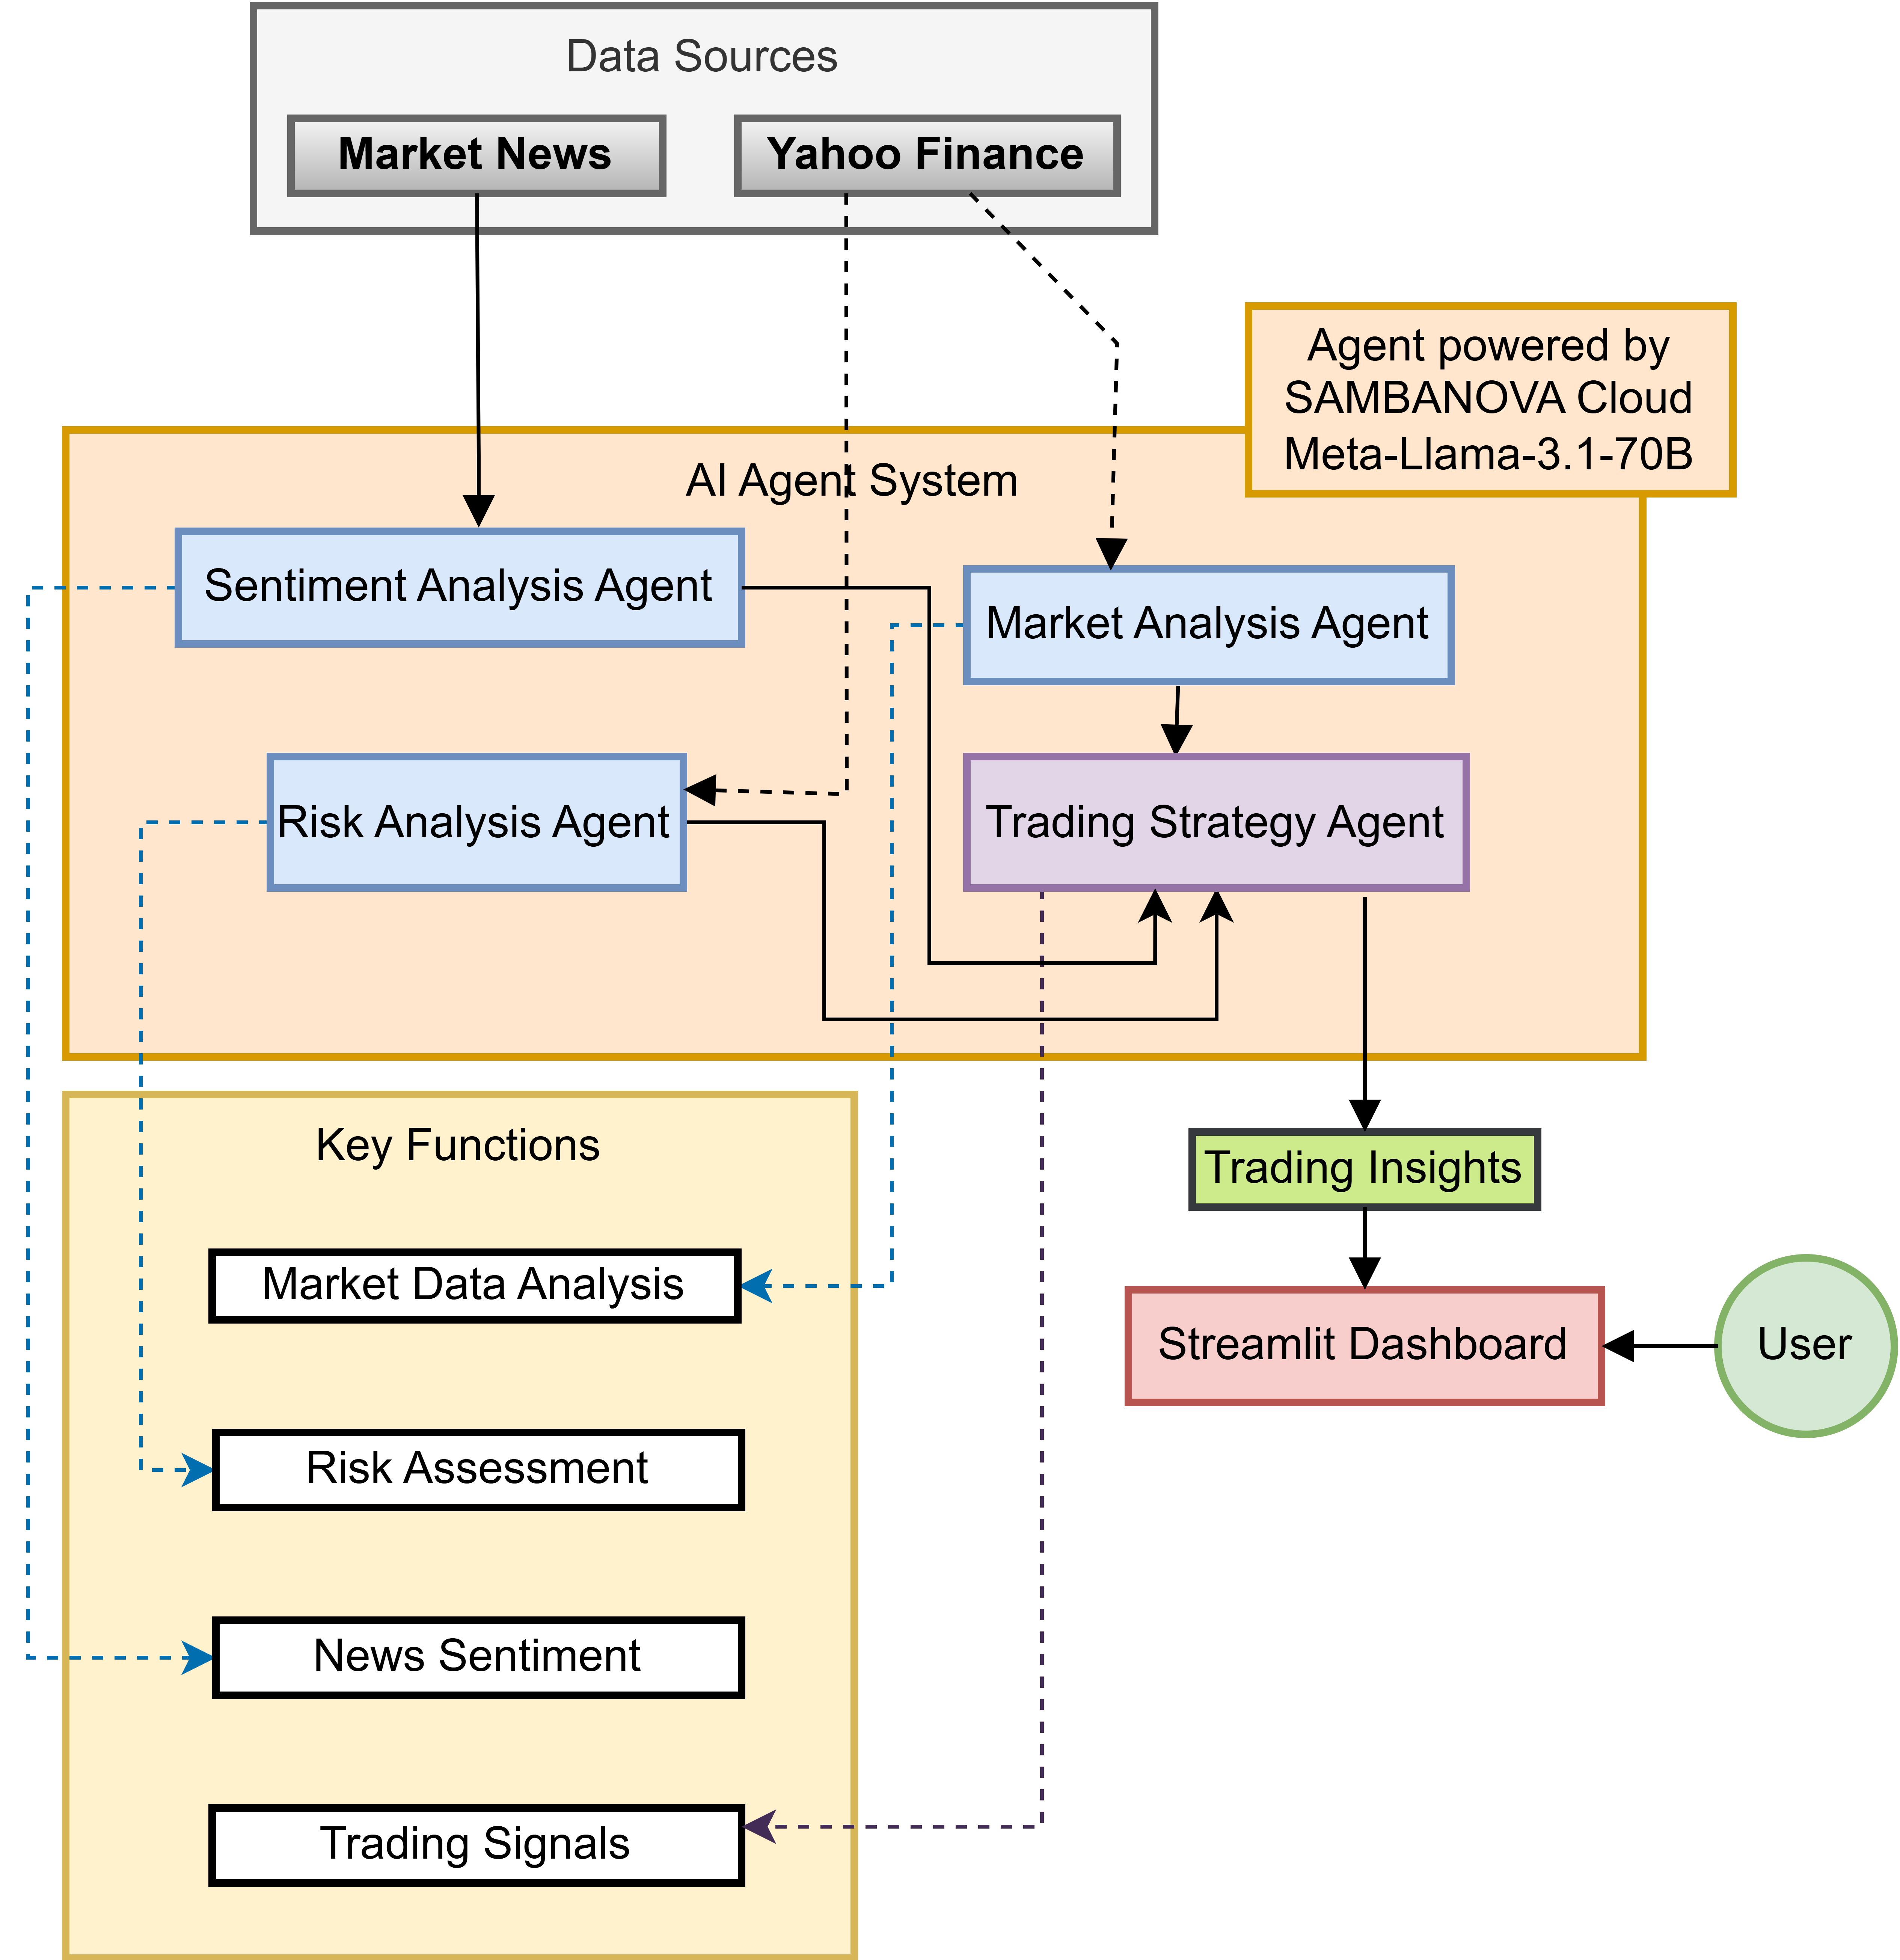 Data Sources
Market News
Yahoo Finance
Agent powered by
SAMBANOVA Cloud
Meta-Llama-3.1-70B
AI Agent System
Sentiment Analysis Agent
Market Analysis Agent
Risk Analysis Agent
Trading Strategy Agent
Key Functions
Trading Insights
Market Data Analysis
Streamlit Dashboard
User
Risk Assessment
News Sentiment
Trading Signals